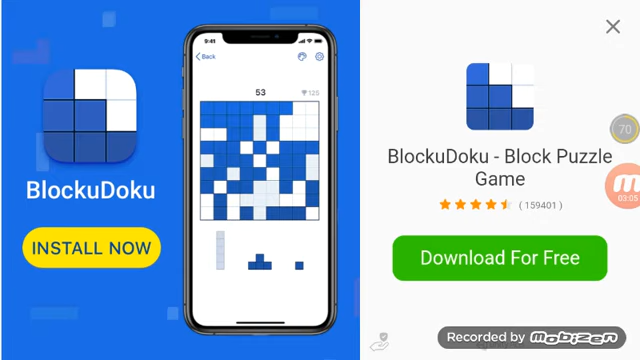 9:41
Back
53
125
BlockuDoku
INSTALL NOW
BlockuDoku - Block Puzzle
Game
( 159401 )
Download For Free
70
03:05
Recorded by mobizen